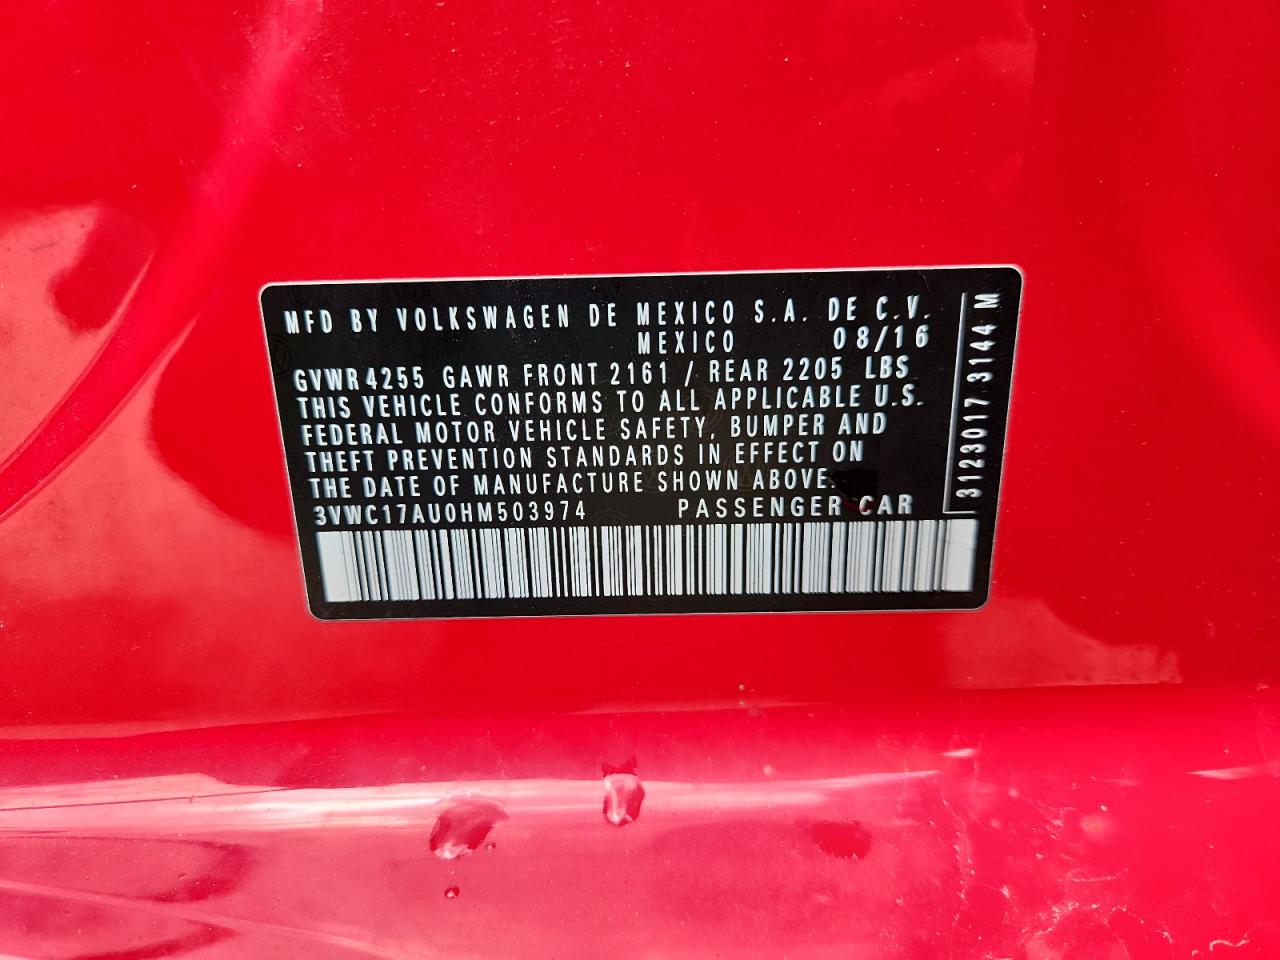 MFD BY VOLKSWAGEN DE MEXICO S.A. DE C.V.
MEXICO 08/16
GVWR 4255 GAWR FRONT 2161 / REAR 2205 LBS
THIS VEHICLE CONFORMS TO ALL APPLICABLE U.S.
FEDERAL MOTOR VEHICLE SAFETY, BUMPER AND
THEFT PREVENTION STANDARDS IN EFFECT ON
THE DATE OF MANUFACTURE SHOWN ABOVE.
3VWC17AU0HM503974 PASSENGER CAR
3123017 3144 M